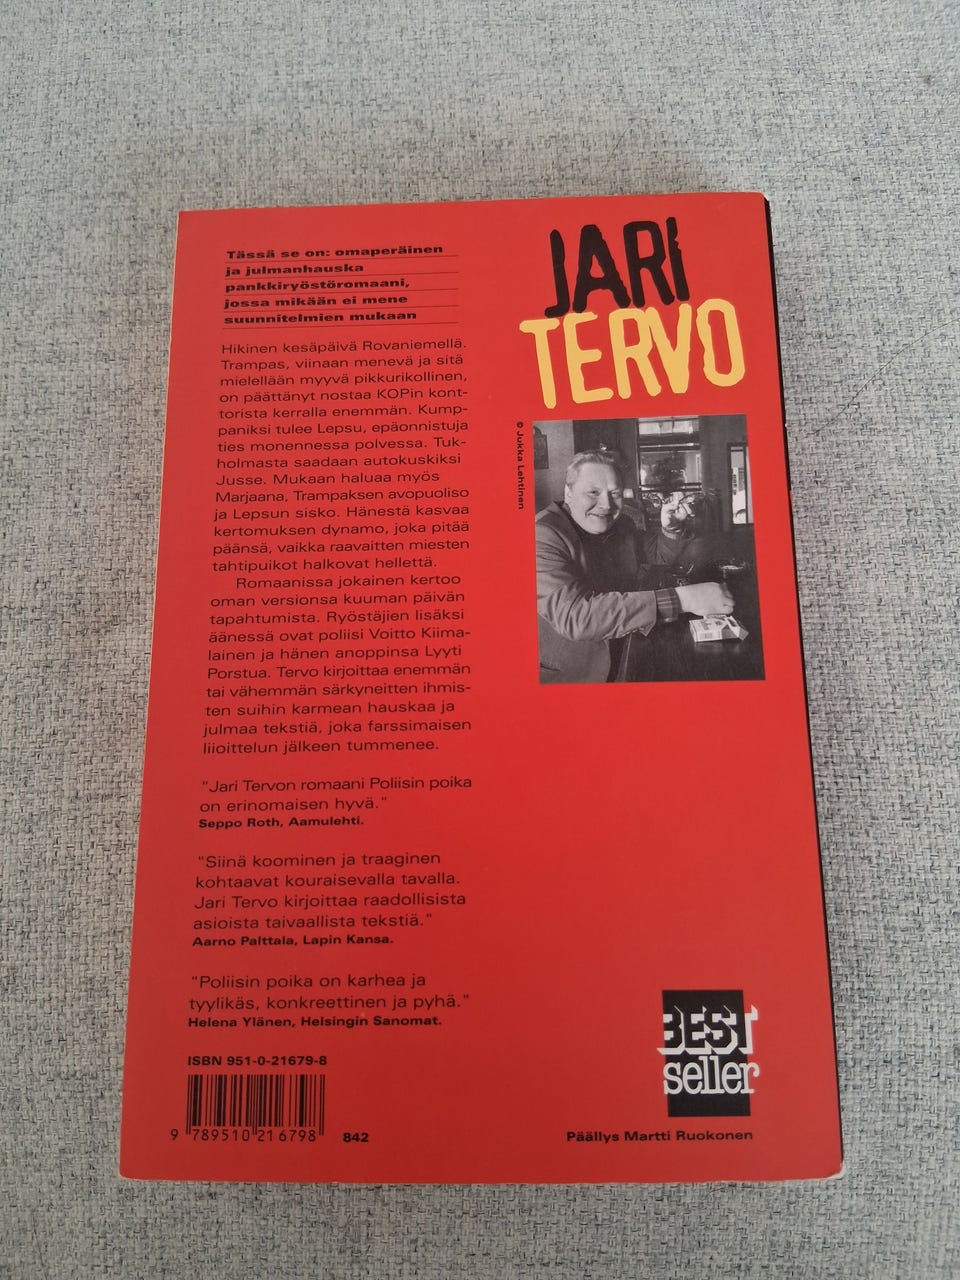 Tässä se on: omaperäinen
ja julmanhauska
pankkiryöstöromaani,
jossa mikään ei mene
suunnitelmien mukaan
Hikinen kesäpäivä Rovaniemellä.
Trampas, viinaan menevä ja sitä
mielellään myyvä pikkurikollinen,
on päättänyt nostaa KOPin kont-
torista kerralla enemmän. Kump-
paniksi tulee Lepsu, epäonnistuja
ties monennessa polvessa. Tuk-
holmasta saadaan autokuskiksi
Jusse. Mukaan haluaa myös
Marjaana, Trampaksen avopuoliso
ja Lepsun sisko. Hänestä kasvaa
kertomuksen dynamo, joka pitää
päänsä, vaikka raavaitten miesten
tahtipuikot halkovat hellettä.
Romaanissa jokainen kertoo
oman versionsa kuuman päivän
tapahtumista. Ryöstäjien lisäksi
äänessä ovat poliisi Voitto Kiima-
lainen ja hänen anoppinsa Lyyti
Porstua. Tervo kirjoittaa enemmän
tai vähemmän särkyneitten ihmis-
ten suihin karmean hauskaa ja
julmaa tekstiä, joka farssimaisen
liioittelun jälkeen tummenee.
"Jari Tervon romaani Poliisin poika
on erinomaisen hyvä."
Seppo Roth, Aamulehti.
"Siinä koominen ja traaginen
kohtaavat kouraisevalla tavalla.
Jari Tervo kirjoittaa raadollisista
asioista taivaallista tekstiä."
Aarno Palttala, Lapin Kansa.
"Poliisin poika on karhea ja
tyylikäs, konkreettinen ja pyhä."
Helena Ylänen, Helsingin Sanomat.
ISBN 951-0-21679-8
9 789510 216798
842
JARI
TERVO
© Jukka Lehtinen
BEST
seller
Päällys Martti Ruokonen